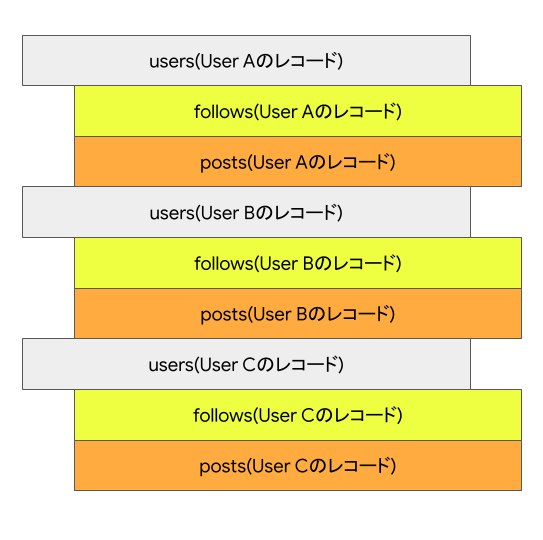 users(User Aのレコード)
follows(User Aのレコード)
posts(User Aのレコード)
users(User Bのレコード)
follows(User Bのレコード)
posts(User Bのレコード)
users(User Cのレコード)
follows(User Cのレコード)
posts(User Cのレコード)